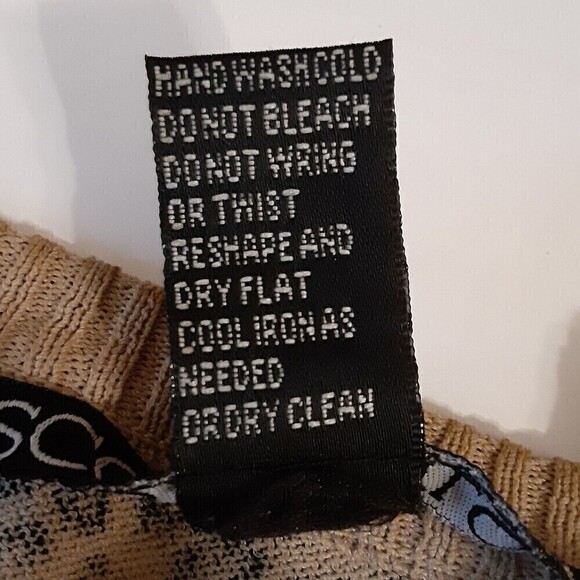 HAND WASH COLD
DO NOT BLEACH
DO NOT WRING
OR TWIST
RESHAPE AND
DRY FLAT
COOL IRON AS
NEEDED
OR DRY CLEAN